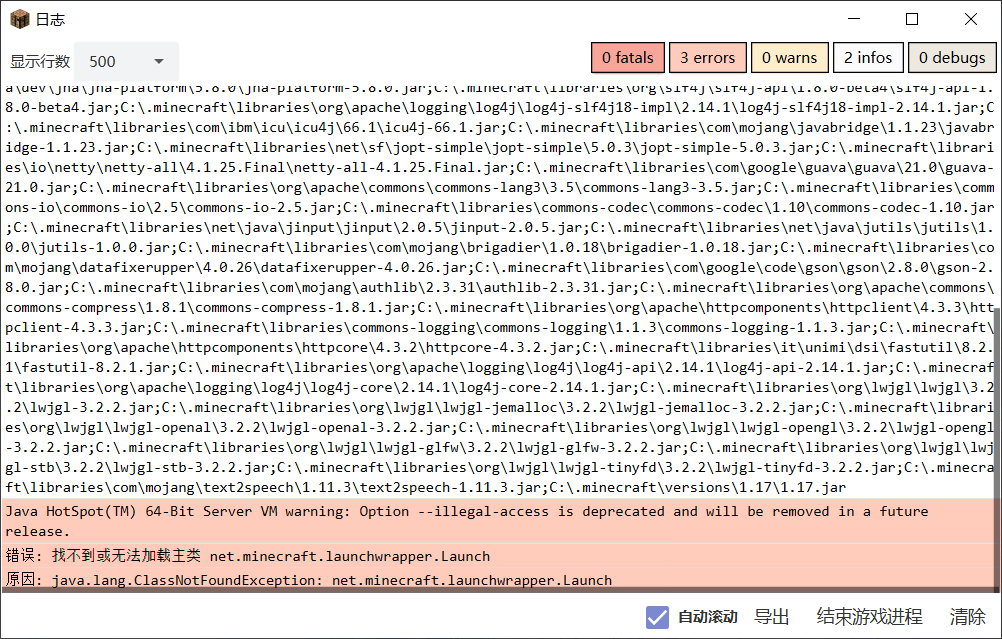 日志
显示行数 500 0 fatals 3 errors 0 warns 2 infos 0 debugs
a\dev\jna\jna-platform\5.8.0\jna-platform-5.8.0.jar;C:\.minecraft\libraries\org\slf4j\slf4j-api\1.8.0-beta4\slf4j-api-1.
8.0-beta4.jar;C:\.minecraft\libraries\org\apache\logging\log4j\log4j-slf4j18-impl\2.14.1\log4j-slf4j18-impl-2.14.1.jar;C
:\.minecraft\libraries\com\ibm\icu\icu4j\66.1\icu4j-66.1.jar;C:\.minecraft\libraries\com\mojang\javabridge\1.1.23\javabr
idge-1.1.23.jar;C:\.minecraft\libraries\net\sf\jopt-simple\jopt-simple\5.0.3\jopt-simple-5.0.3.jar;C:\.minecraft\librari
es\io\netty\netty-all\4.1.25.Final\netty-all-4.1.25.Final.jar;C:\.minecraft\libraries\com\google\guava\guava\21.0\guava-
21.0.jar;C:\.minecraft\libraries\org\apache\commons\commons-lang3\3.5\commons-lang3-3.5.jar;C:\.minecraft\libraries\comm
ons-io\commons-io\2.5\commons-io-2.5.jar;C:\.minecraft\libraries\commons-codec\commons-codec\1.10\commons-codec-1.10.jar
;C:\.minecraft\libraries\net\java\jinput\jinput\2.0.5\jinput-2.0.5.jar;C:\.minecraft\libraries\net\java\jutils\jutils\1.
0.0\jutils-1.0.0.jar;C:\.minecraft\libraries\com\mojang\brigadier\1.0.18\brigadier-1.0.18.jar;C:\.minecraft\libraries\co
m\mojang\datafixerupper\4.0.26\datafixerupper-4.0.26.jar;C:\.minecraft\libraries\com\google\code\gson\gson\2.8.0\gson-2.
8.0.jar;C:\.minecraft\libraries\com\mojang\authlib\2.3.31\authlib-2.3.31.jar;C:\.minecraft\libraries\org\apache\commons\
commons-compress\1.8.1\commons-compress-1.8.1.jar;C:\.minecraft\libraries\org\apache\httpcomponents\httpclient\4.3.3\htt
pclient-4.3.3.jar;C:\.minecraft\libraries\commons-logging\commons-logging\1.1.3\commons-logging-1.1.3.jar;C:\.minecraft\
libraries\org\apache\httpcomponents\httpcore\4.3.2\httpcore-4.3.2.jar;C:\.minecraft\libraries\it\unimi\dsi\fastutil\8.2.
1\fastutil-8.2.1.jar;C:\.minecraft\libraries\org\apache\logging\log4j\log4j-api\2.14.1\log4j-api-2.14.1.jar;C:\.minecraf
t\libraries\org\apache\logging\log4j\log4j-core\2.14.1\log4j-core-2.14.1.jar;C:\.minecraft\libraries\org\lwjgl\lwjgl\3.2
.2\lwjgl-3.2.2.jar;C:\.minecraft\libraries\org\lwjgl\lwjgl-jemalloc\3.2.2\lwjgl-jemalloc-3.2.2.jar;C:\.minecraft\librari
es\org\lwjgl\lwjgl-openal\3.2.2\lwjgl-openal-3.2.2.jar;C:\.minecraft\libraries\org\lwjgl\lwjgl-opengl\3.2.2\lwjgl-opengl
-3.2.2.jar;C:\.minecraft\libraries\org\lwjgl\lwjgl-glfw\3.2.2\lwjgl-glfw-3.2.2.jar;C:\.minecraft\libraries\org\lwjgl\lwj
gl-stb\3.2.2\lwjgl-stb-3.2.2.jar;C:\.minecraft\libraries\org\lwjgl\lwjgl-tinyfd\3.2.2\lwjgl-tinyfd-3.2.2.jar;C:\.minecra
ft\libraries\com\mojang\text2speech\1.11.3\text2speech-1.11.3.jar;C:\.minecraft\versions\1.17\1.17.jar
Java HotSpot(TM) 64-Bit Server VM warning: Option --illegal-access is deprecated and will be removed in a future
release.
错误: 找不到或无法加载主类 net.minecraft.launchwrapper.Launch
原因: java.lang.ClassNotFoundException: net.minecraft.launchwrapper.Launch
自动滚动 导出 结束游戏进程 清除